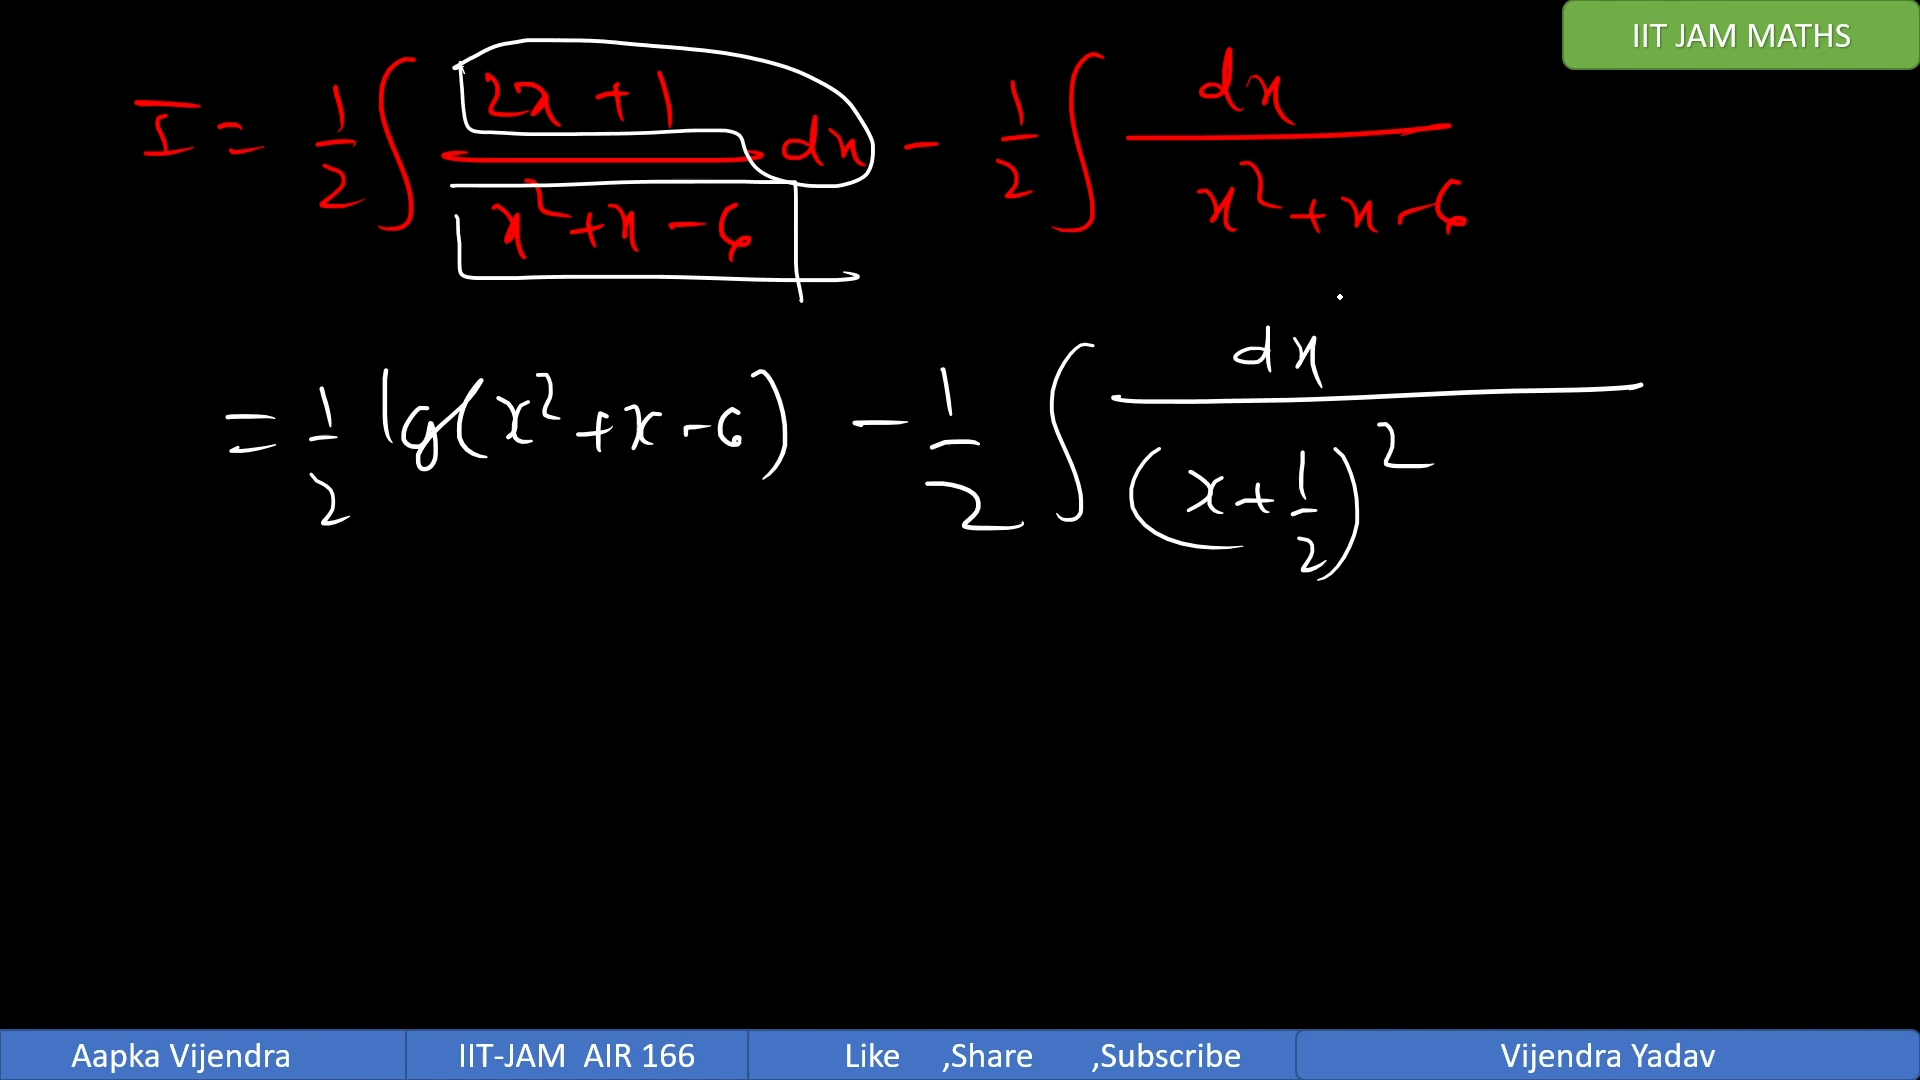 IIT JAM MATHS
I = 1/2 ∫ (2x + 1)/(x² + x - 6) dx - 1/2 ∫ dx/(x² + x - 6)
= 1/2 log(x² + x - 6) - 1/2 ∫ dx/(x + 1/2)²
Aapka Vijendra IIT-JAM AIR 166 Like ,Share ,Subscribe Vijendra Yadav